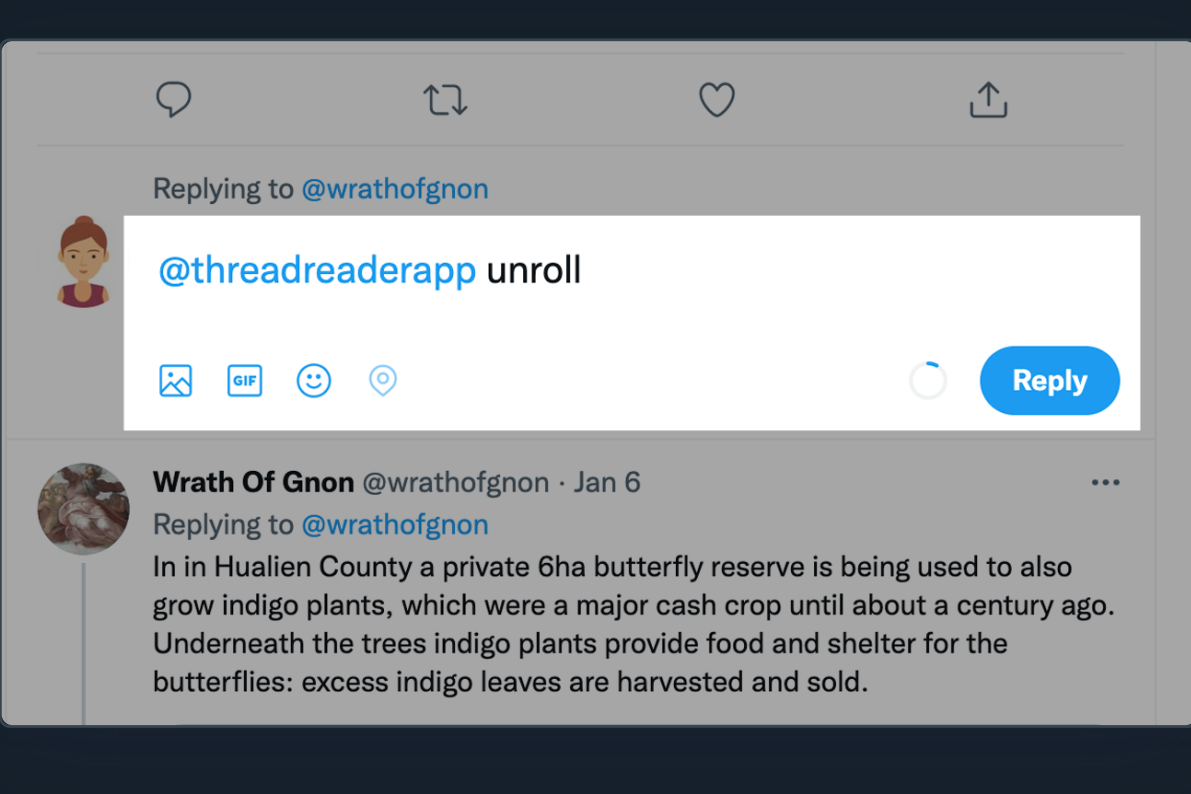 Replying to @wrathofgnon
@threadreaderapp unroll
GIF
Reply
Wrath Of Gnon @wrathofgnon · Jan 6
Replying to @wrathofgnon
In in Hualien County a private 6ha butterfly reserve is being used to also
grow indigo plants, which were a major cash crop until about a century ago.
Underneath the trees indigo plants provide food and shelter for the
butterflies: excess indigo leaves are harvested and sold.